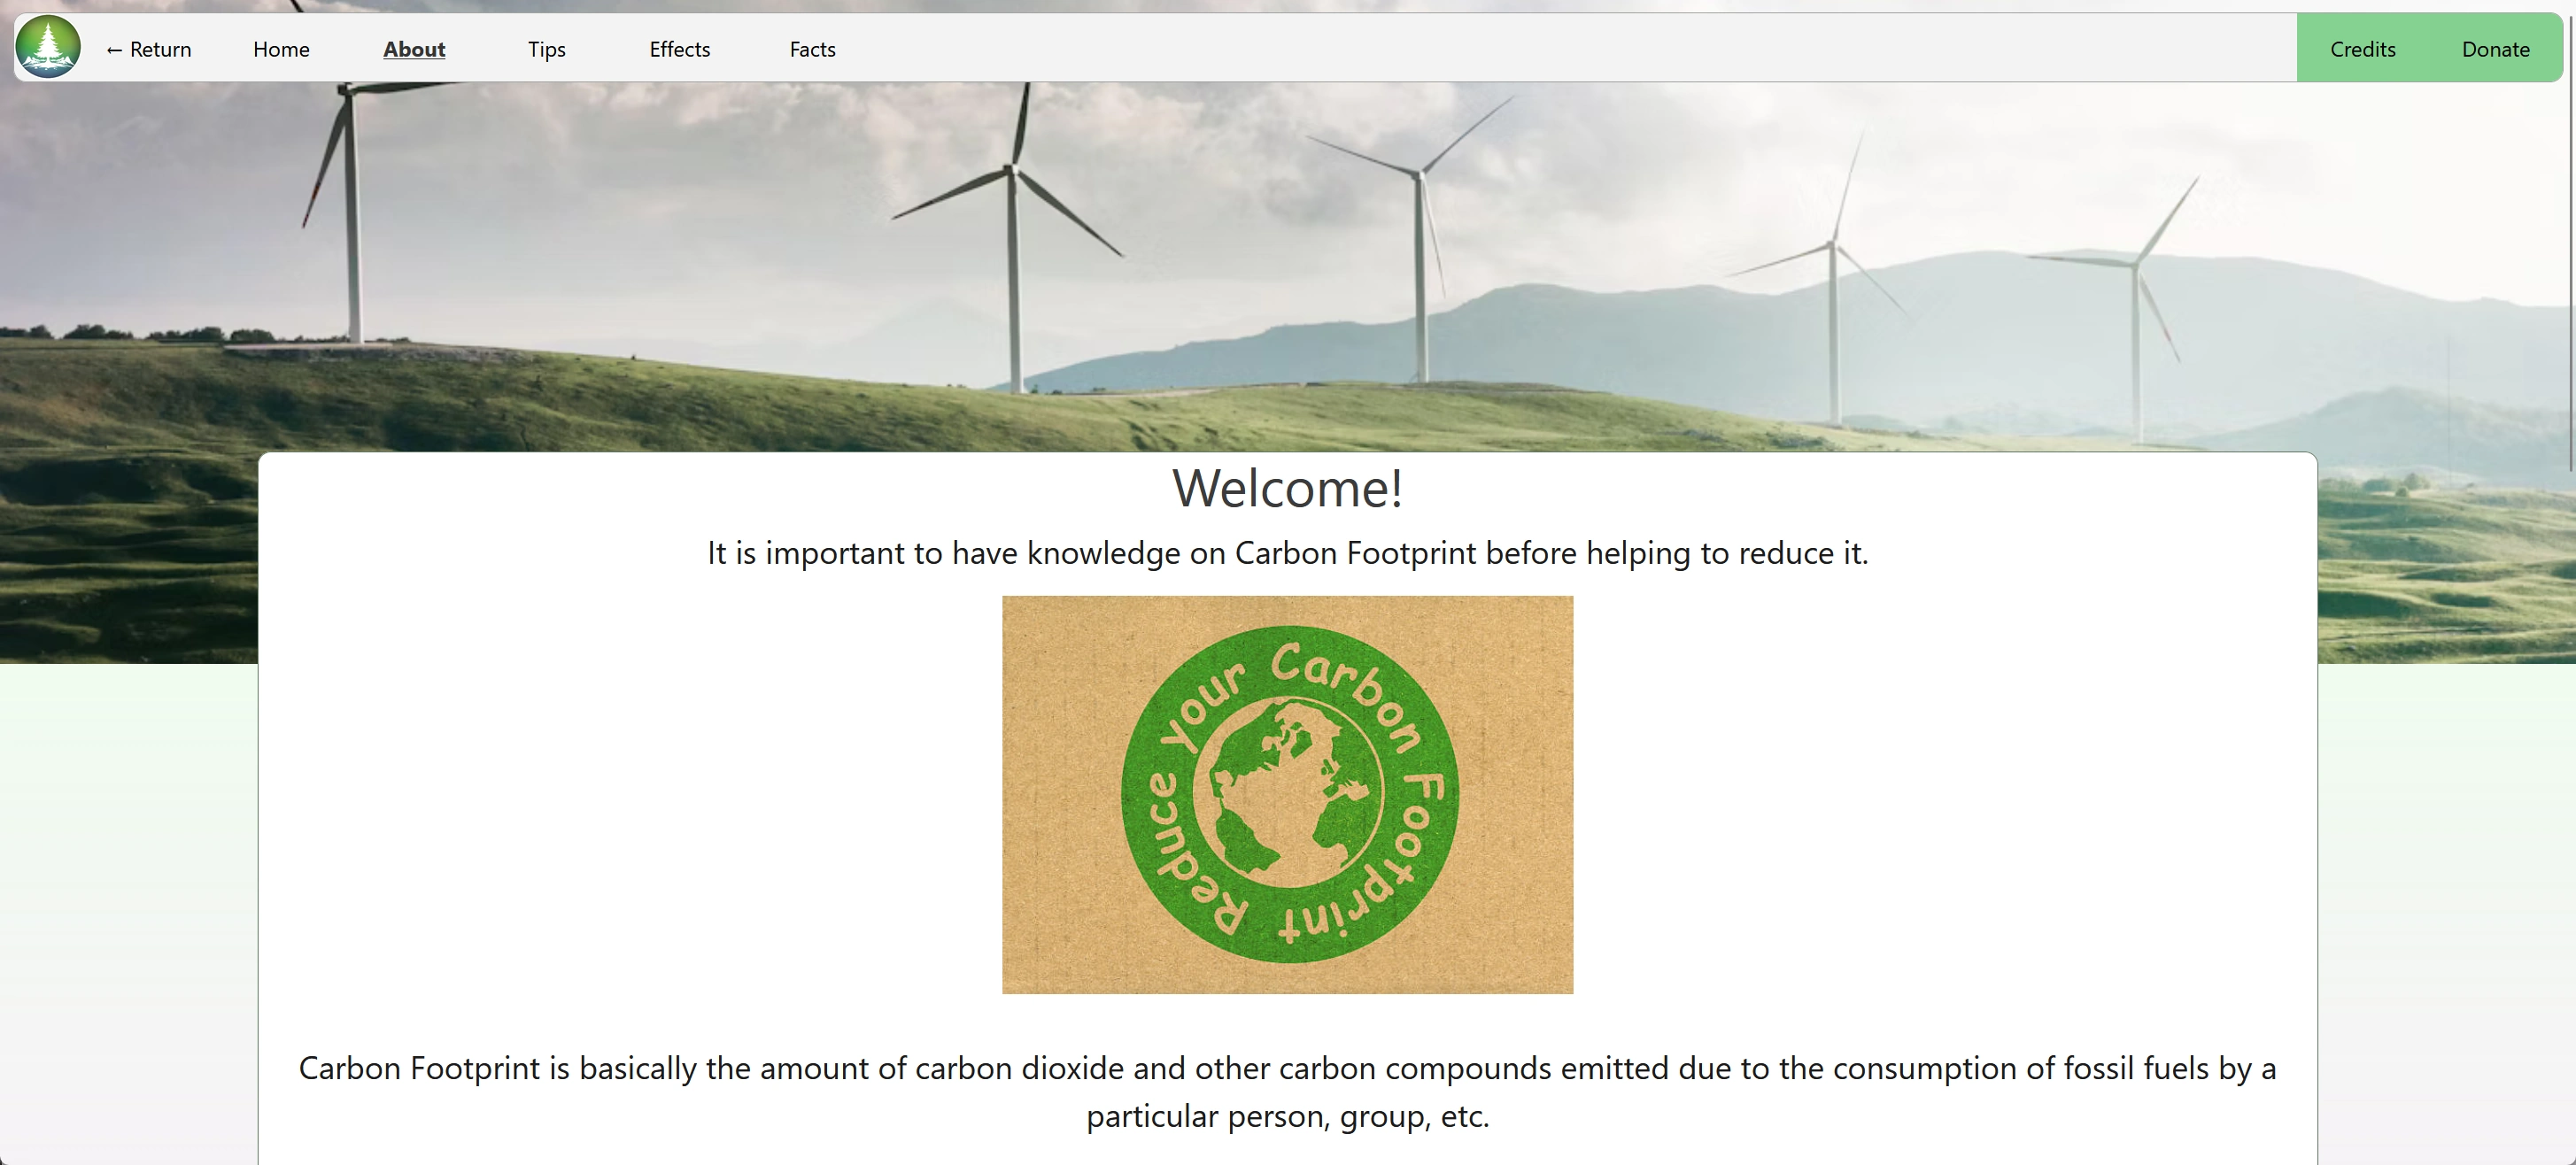 ← Return Home About Tips Effects Facts Credits Donate
Welcome!
It is important to have knowledge on Carbon Footprint before helping to reduce it.
Reduce your Carbon Footprint
Carbon Footprint is basically the amount of carbon dioxide and other carbon compounds emitted due to the consumption of fossil fuels by a
particular person, group, etc.